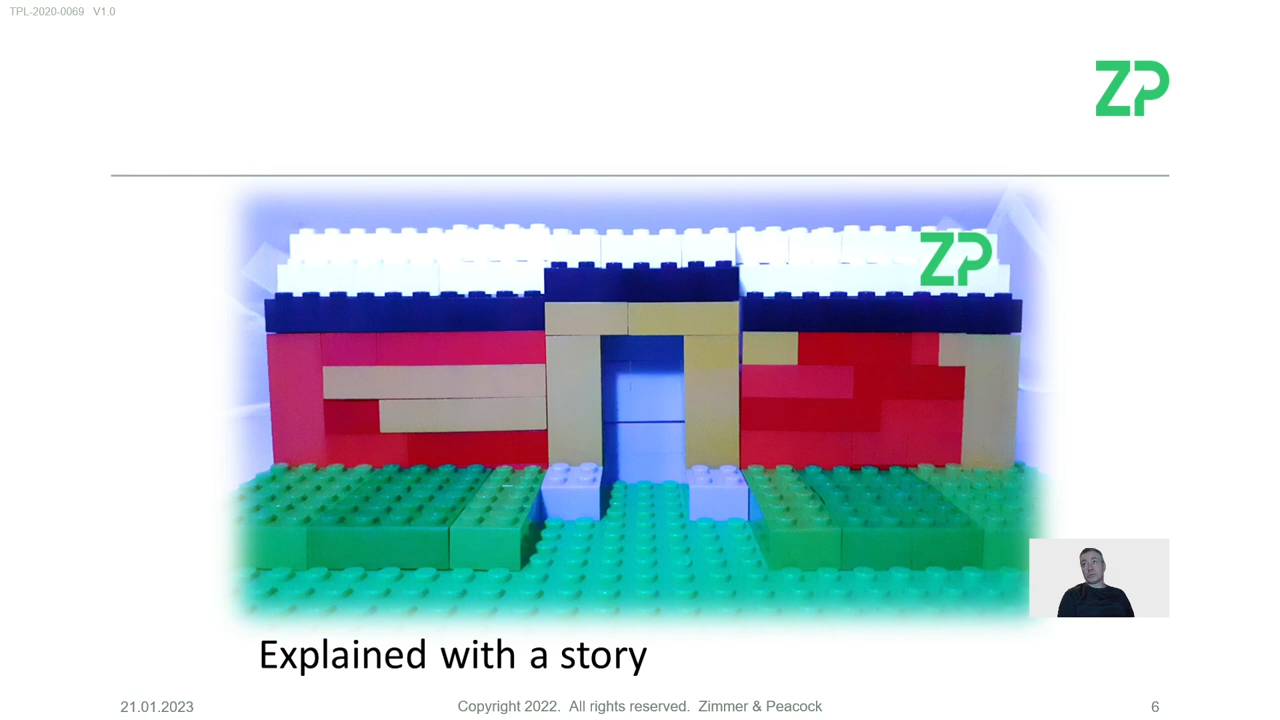 TPL-2020-0069 V1.0
ZP
ZP
Explained with a story
21.01.2023
Copyright 2022. All rights reserved. Zimmer & Peacock
6